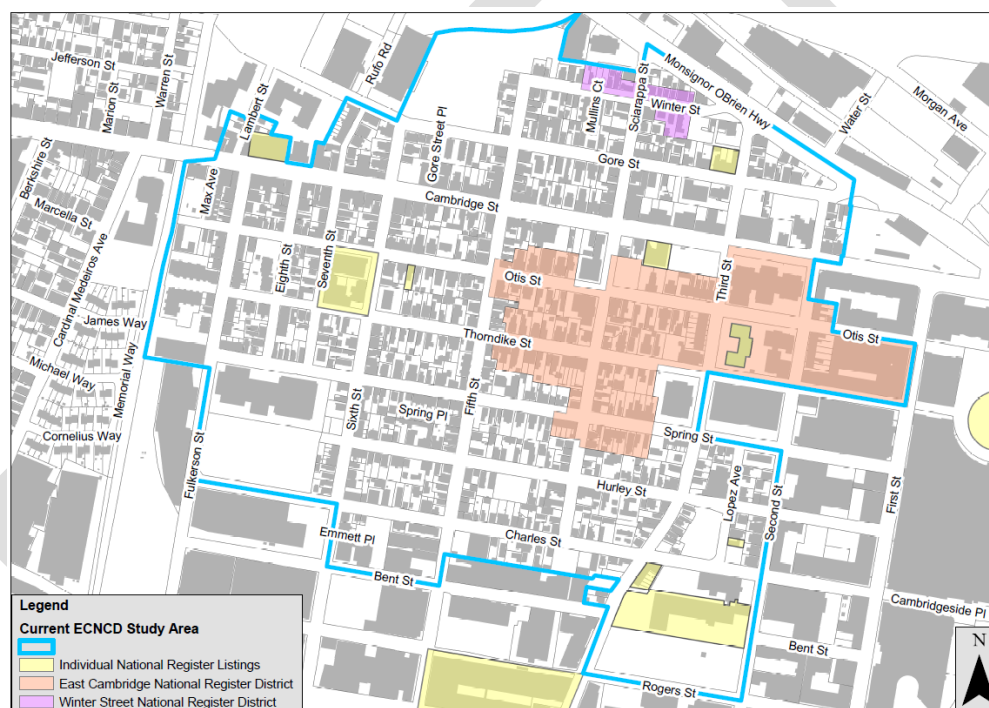 Jefferson St
Marion St
Warren St
Lambert St
Rufo Rd
Gore Street Pl
Mullins Ct
Sciarappa St
Winter St
Monsignor OBrien Hwy
Water St
Morgan Ave
Berkshire St
Marcella St
Max Ave
Gore St
Cambridge St
Cardinal Medeiros Ave
Eighth St
Seventh St
Otis St
Third St
James Way
Thorndike St
Otis St
Michael Way
Memorial Way
Cornelius Way
Sixth St
Spring Pl
Fifth St
Spring St
Fulkerson St
Hurley St
Lopez Ave
Second St
First St
Emmett Pl
Charles St
Bent St
Cambridgeside Pl
Bent St
Rogers St
Legend
Current ECNCD Study Area
Individual National Register Listings
East Cambridge National Register District
Winter Street National Register District
N